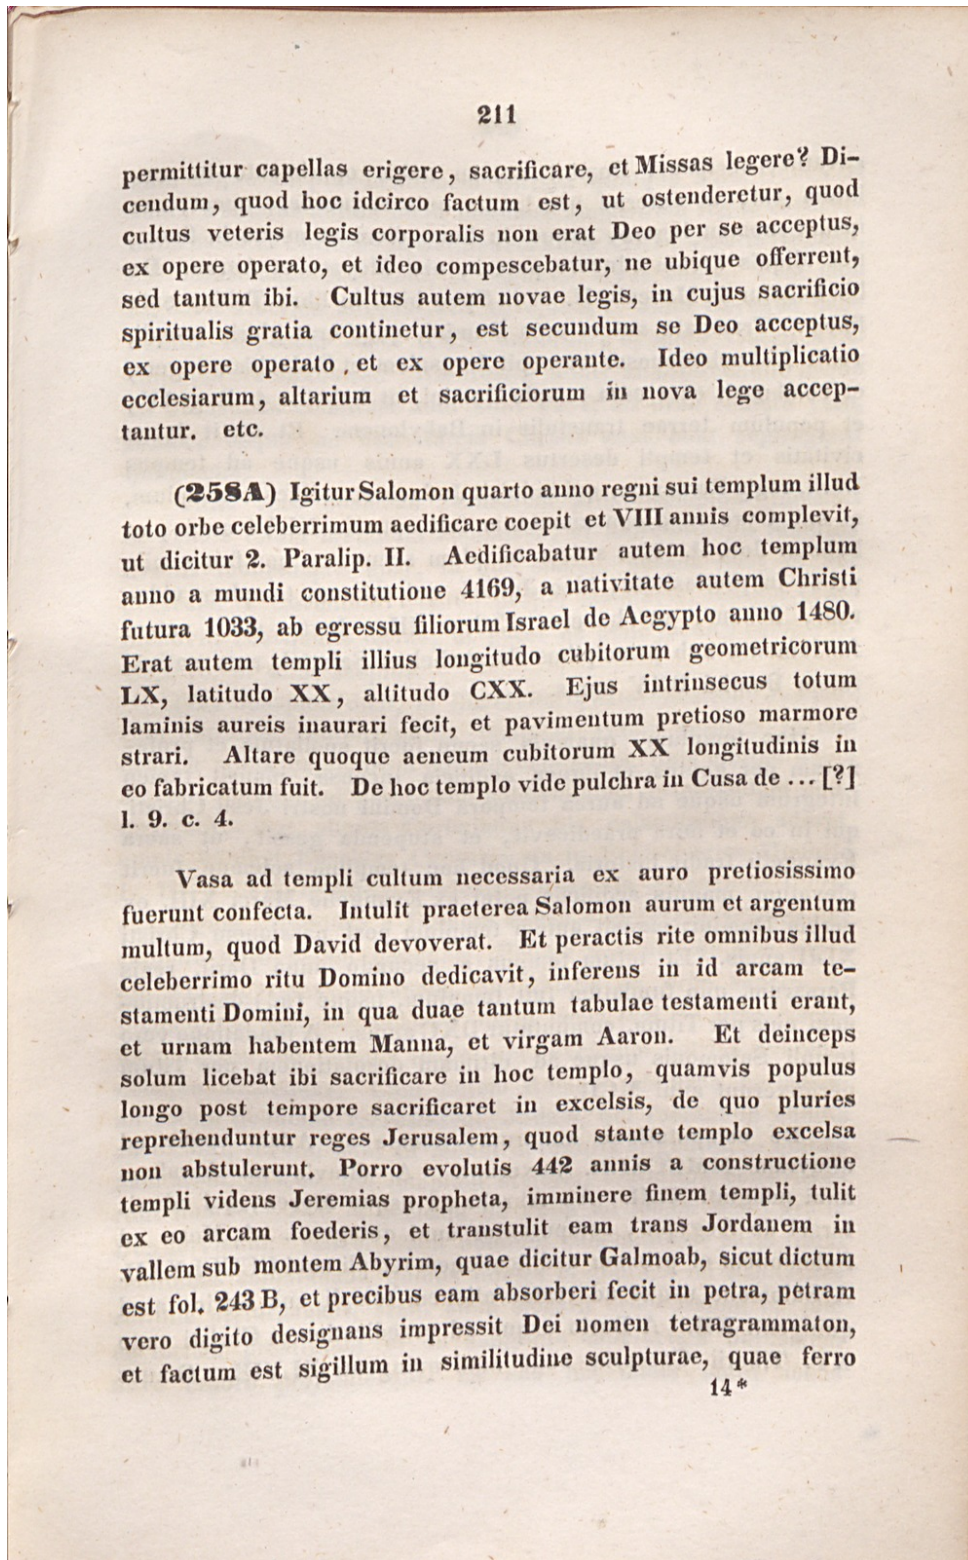 211
permittitur capellas erigere, sacrificare, et Missas legere? Di-
cendum, quod hoc idcirco factum est, ut ostenderetur, quod
cultus veteris legis corporalis non erat Deo per se acceptus,
ex opere operato, et ideo compescebatur, ne ubique offerrent,
sed tantum ibi. Cultus autem novae legis, in cujus sacrificio
spiritualis gratia continetur, est secundum se Deo acceptus,
ex opere operato, et ex opere operante. Ideo multiplicatio
ecclesiarum, altarium et sacrificiorum in nova lege accep-
tantur. etc.
(258A) Igitur Salomon quarto anno regni sui templum illud
toto orbe celeberrimum aedificare coepit et VIII annis complevit,
ut dicitur 2. Paralip. II. Aedificabatur autem hoc templum
anno a mundi constitutione 4169, a nativitate autem Christi
futura 1033, ab egressu filiorum Israel de Aegypto anno 1480.
Erat autem templi illius longitudo cubitorum geometricorum
LX, latitudo XX, altitudo CXX. Ejus intrinsecus totum
laminis aureis inaurari fecit, et pavimentum pretioso marmore
strari. Altare quoque aeneum cubitorum XX longitudinis in
eo fabricatum fuit. De hoc templo vide pulchra in Cusa de ... [?]
l. 9. c. 4.
Vasa ad templi cultum necessaria ex auro pretiosissimo
fuerunt confecta. Intulit praeterea Salomon aurum et argentum
multum, quod David devoverat. Et peractis rite omnibus illud
celeberrimo ritu Domino dedicavit, inferens in id arcam te-
stamenti Domini, in qua duae tantum tabulae testamenti erant,
et urnam habentem Manna, et virgam Aaron. Et deinceps
solum licebat ibi sacrificare in hoc templo, quamvis populus
longo post tempore sacrificaret in excelsis, de quo pluries
reprehenduntur reges Jerusalem, quod stante templo excelsa
non abstulerunt. Porro evolutis 442 annis a constructione
templi videns Jeremias propheta, imminere finem templi, tulit
ex eo arcam foederis, et transtulit eam trans Jordanem in
vallem sub montem Abyrim, quae dicitur Galmoab, sicut dictum
est fol. 243 B, et precibus eam absorberi fecit in petra, petram
vero digito designans impressit Dei nomen tetragrammaton,
et factum est sigillum in similitudine sculpturae, quae ferro
14*